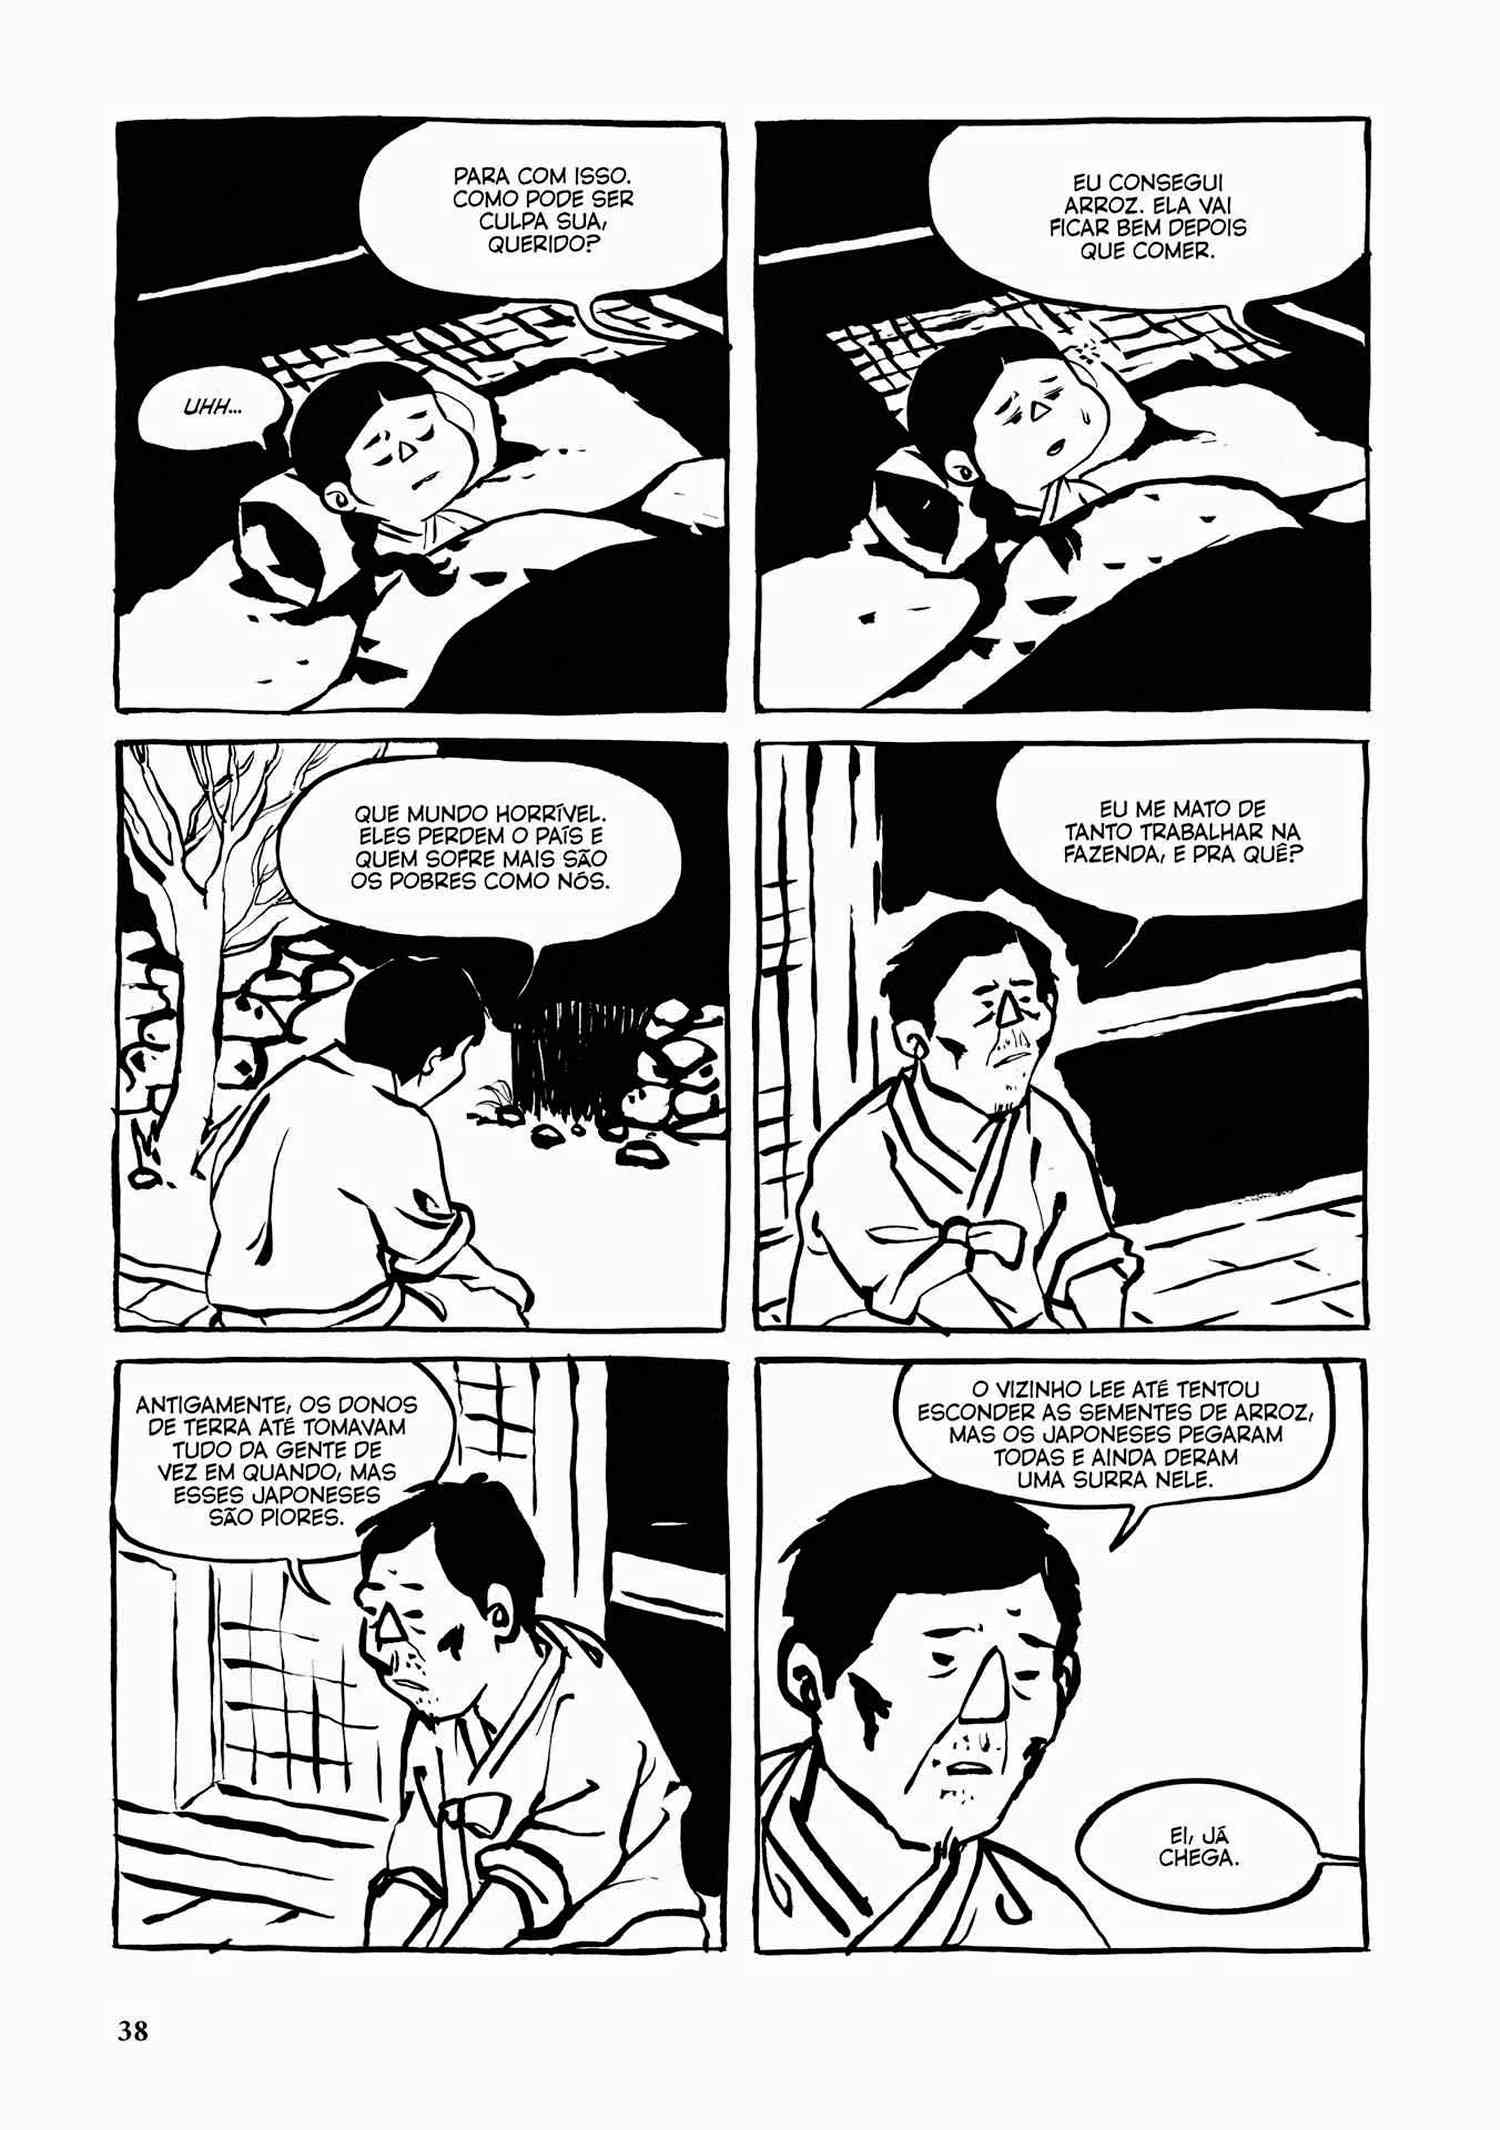 PARA COM ISSO.
COMO PODE SER
CULPA SUA,
QUERIDO?
UHH...
EU CONSEGUI
ARROZ. ELA VAI
FICAR BEM DEPOIS
QUE COMER.
QUE MUNDO HORRÍVEL.
ELES PERDEM O PAÍS E
QUEM SOFRE MAIS SÃO
OS POBRES COMO NÓS.
EU ME MATO DE
TANTO TRABALHAR NA
FAZENDA, E PRA QUÊ?
ANTIGAMENTE, OS DONOS
DE TERRA ATÉ TOMAVAM
TUDO DA GENTE DE
VEZ EM QUANDO, MAS
ESSES JAPONESES
SÃO PIORES.
O VIZINHO LEE ATÉ TENTOU
ESCONDER AS SEMENTES DE ARROZ,
MAS OS JAPONESES PEGARAM
TODAS E AINDA DERAM
UMA SURRA NELE.
EI, JÁ
CHEGA.
38